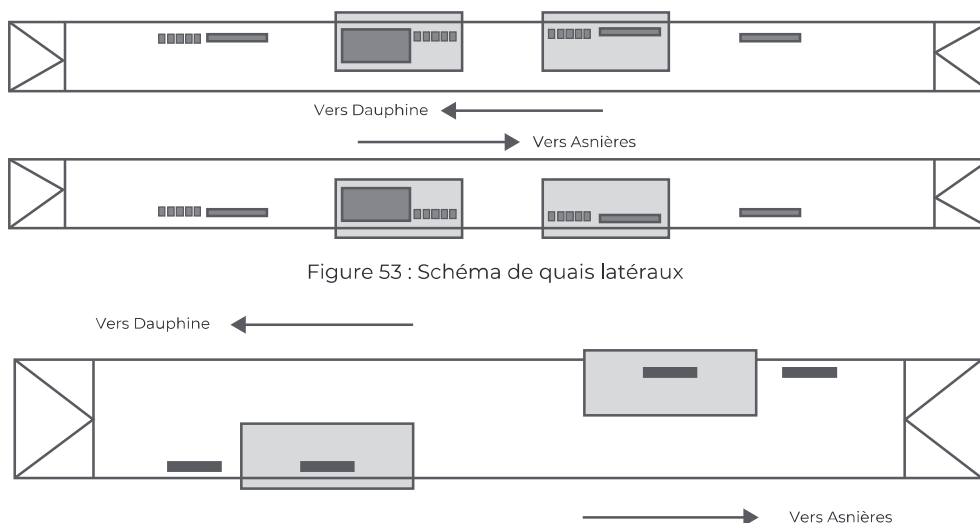 Vers Dauphine
Vers Asnières
Figure 53 : Schéma de quais latéraux
Vers Dauphine
Vers Asnières